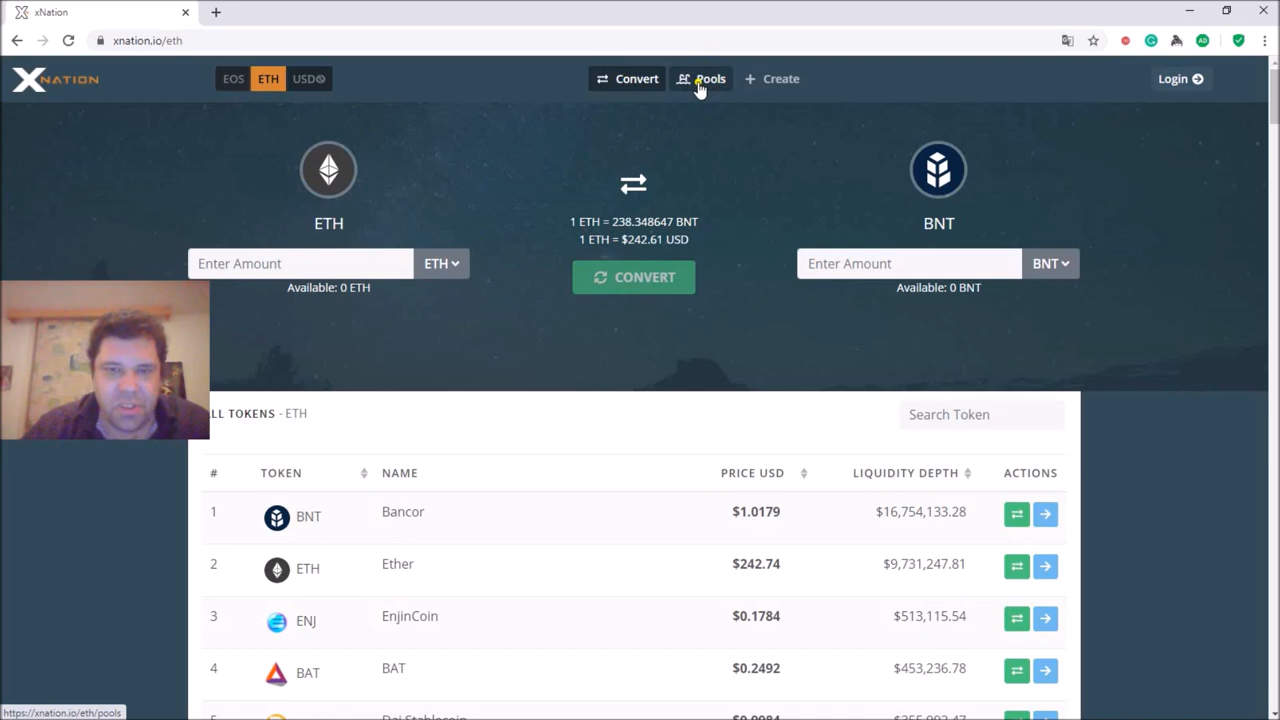 xNation
xnation.io/eth
XNATION
EOS ETH USD
Convert Pools + Create
Login
ETH
BNT
1 ETH = 238.348647 BNT
1 ETH = $242.61 USD
Enter Amount ETH
CONVERT
Enter Amount BNT
Available: 0 ETH
Available: 0 BNT
LL TOKENS - ETH
Search Token
# TOKEN NAME PRICE USD LIQUIDITY DEPTH ACTIONS
1 BNT Bancor $1.0179 $16,754,133.28
2 ETH Ether $242.74 $9,731,247.81
3 ENJ EnjinCoin $0.1784 $513,115.54
4 BAT BAT $0.2492 $453,236.78
https://xnation.io/eth/pools